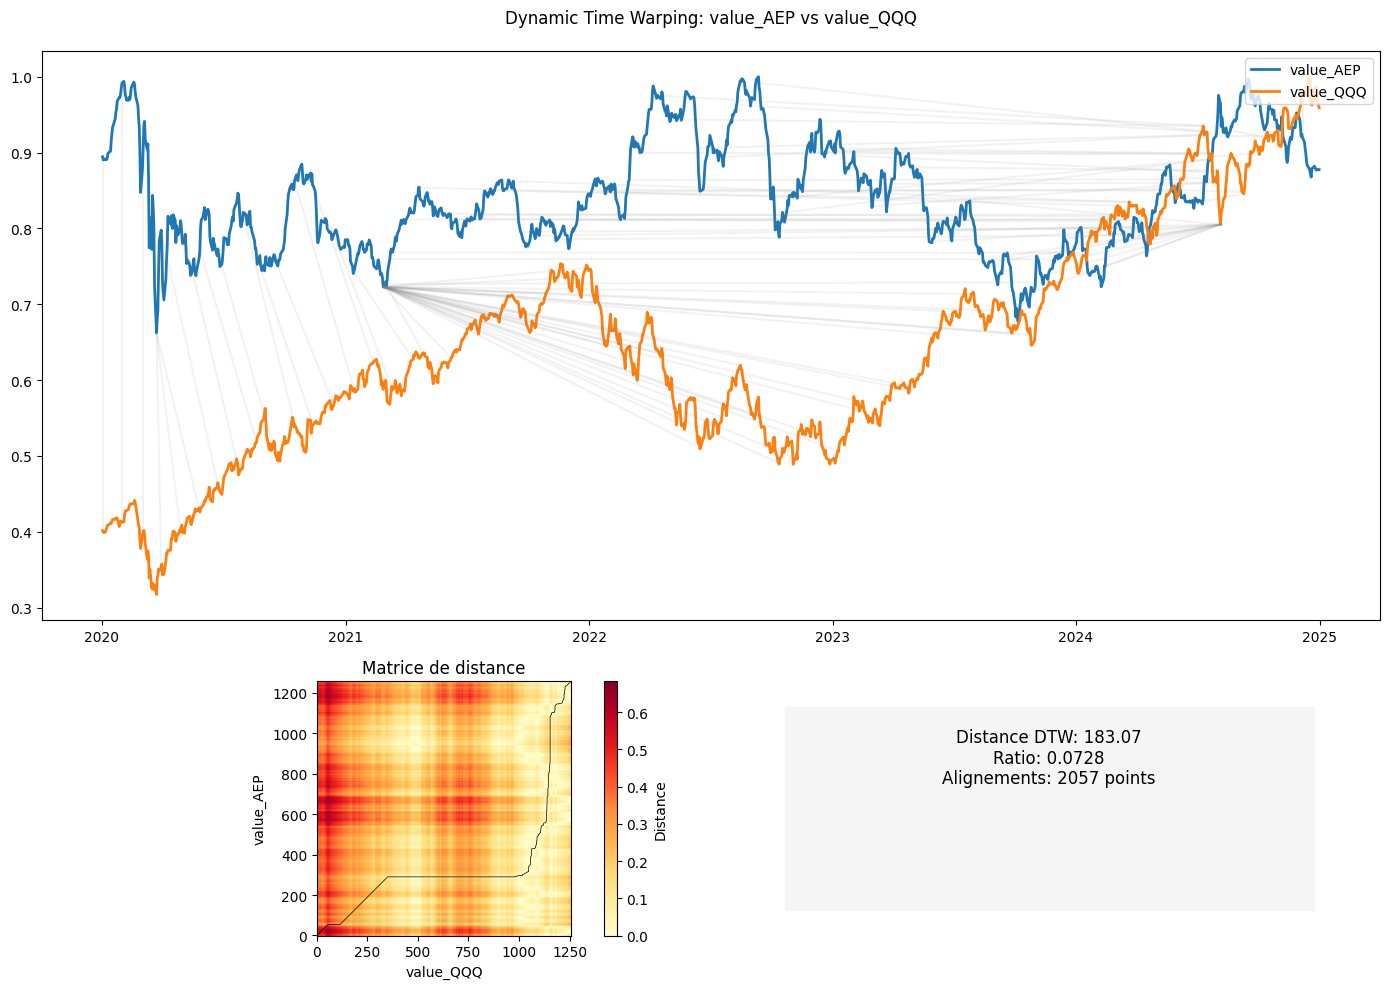 Dynamic Time Warping: value_AEP vs value_QQQ
value_AEP
value_QQQ
1.0
0.9
0.8
0.7
0.6
0.5
0.4
0.3
2020 2021 2022 2023 2024 2025
Matrice de distance
value_AEP
1200
1000
800
600
400
200
0
0 250 500 750 1000 1250
value_QQQ
0.6
0.5
0.4
0.3
0.2
0.1
0.0
Distance
Distance DTW: 183.07
Ratio: 0.0728
Alignements: 2057 points